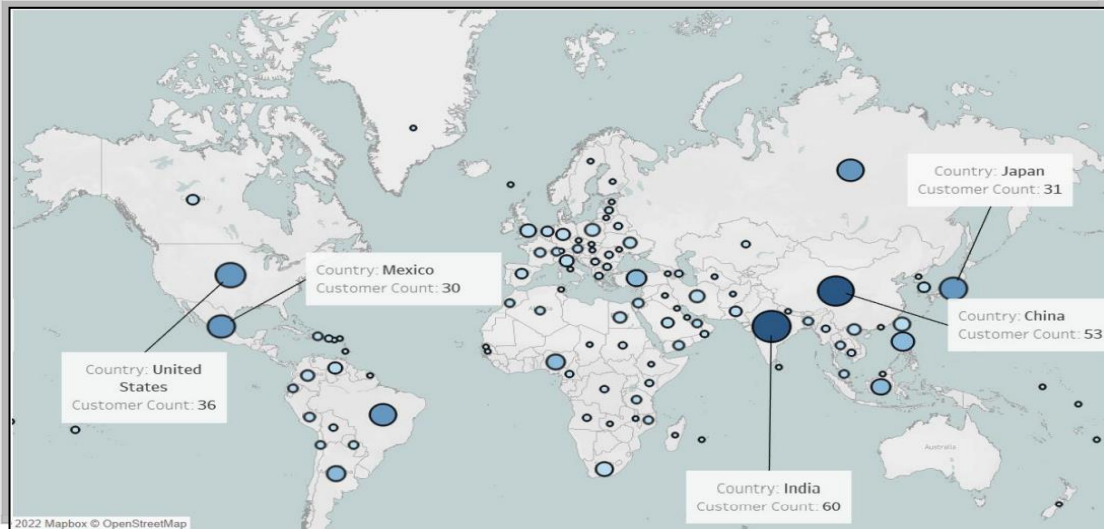 Country: Japan
Customer Count: 31
Country: Mexico
Customer Count: 30
Country: China
Customer Count: 53
Country: United
States
Customer Count: 36
Australia
Country: India
Customer Count: 60
2022 Mapbox © OpenStreetMap